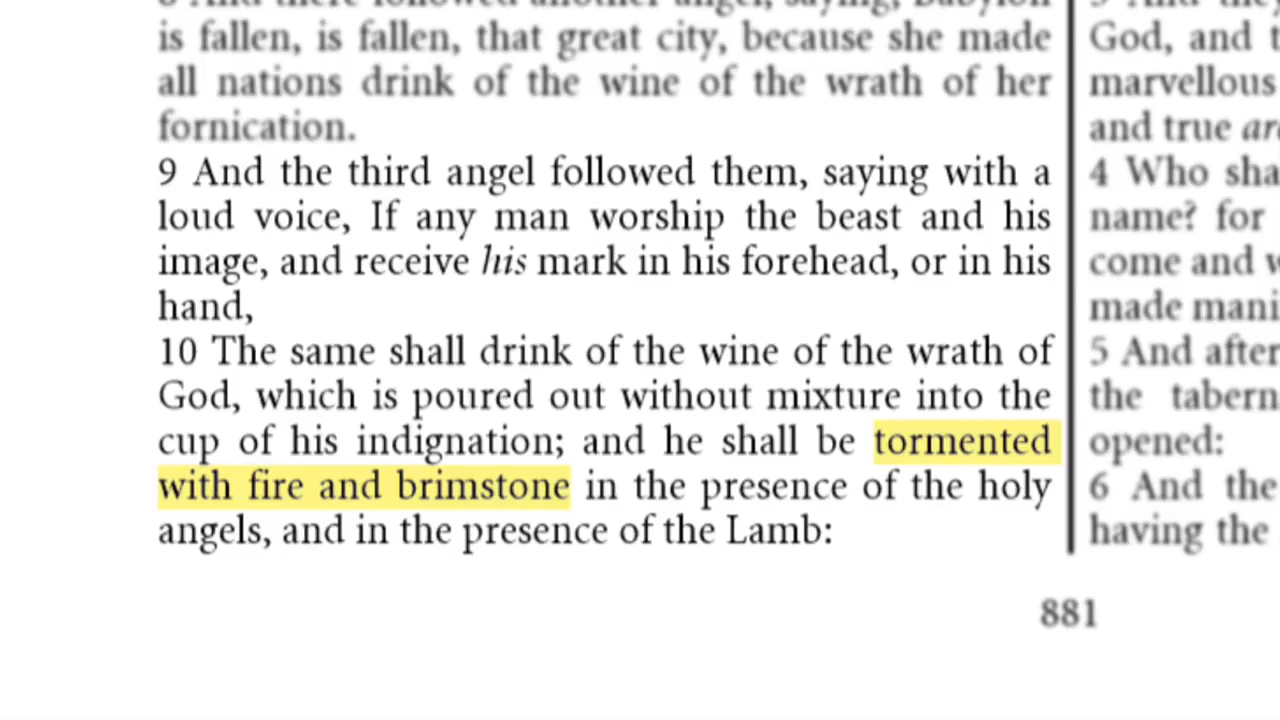 is fallen, is fallen, that great city, because she made
all nations drink of the wine of the wrath of her
fornication.
9 And the third angel followed them, saying with a
loud voice, If any man worship the beast and his
image, and receive his mark in his forehead, or in his
hand,
10 The same shall drink of the wine of the wrath of
God, which is poured out without mixture into the
cup of his indignation; and he shall be tormented
with fire and brimstone in the presence of the holy
angels, and in the presence of the Lamb:
God, and
marvellous
and true
4 Who
name? for
come and
made
5 And after
the
opened:
6 And the
having the
881